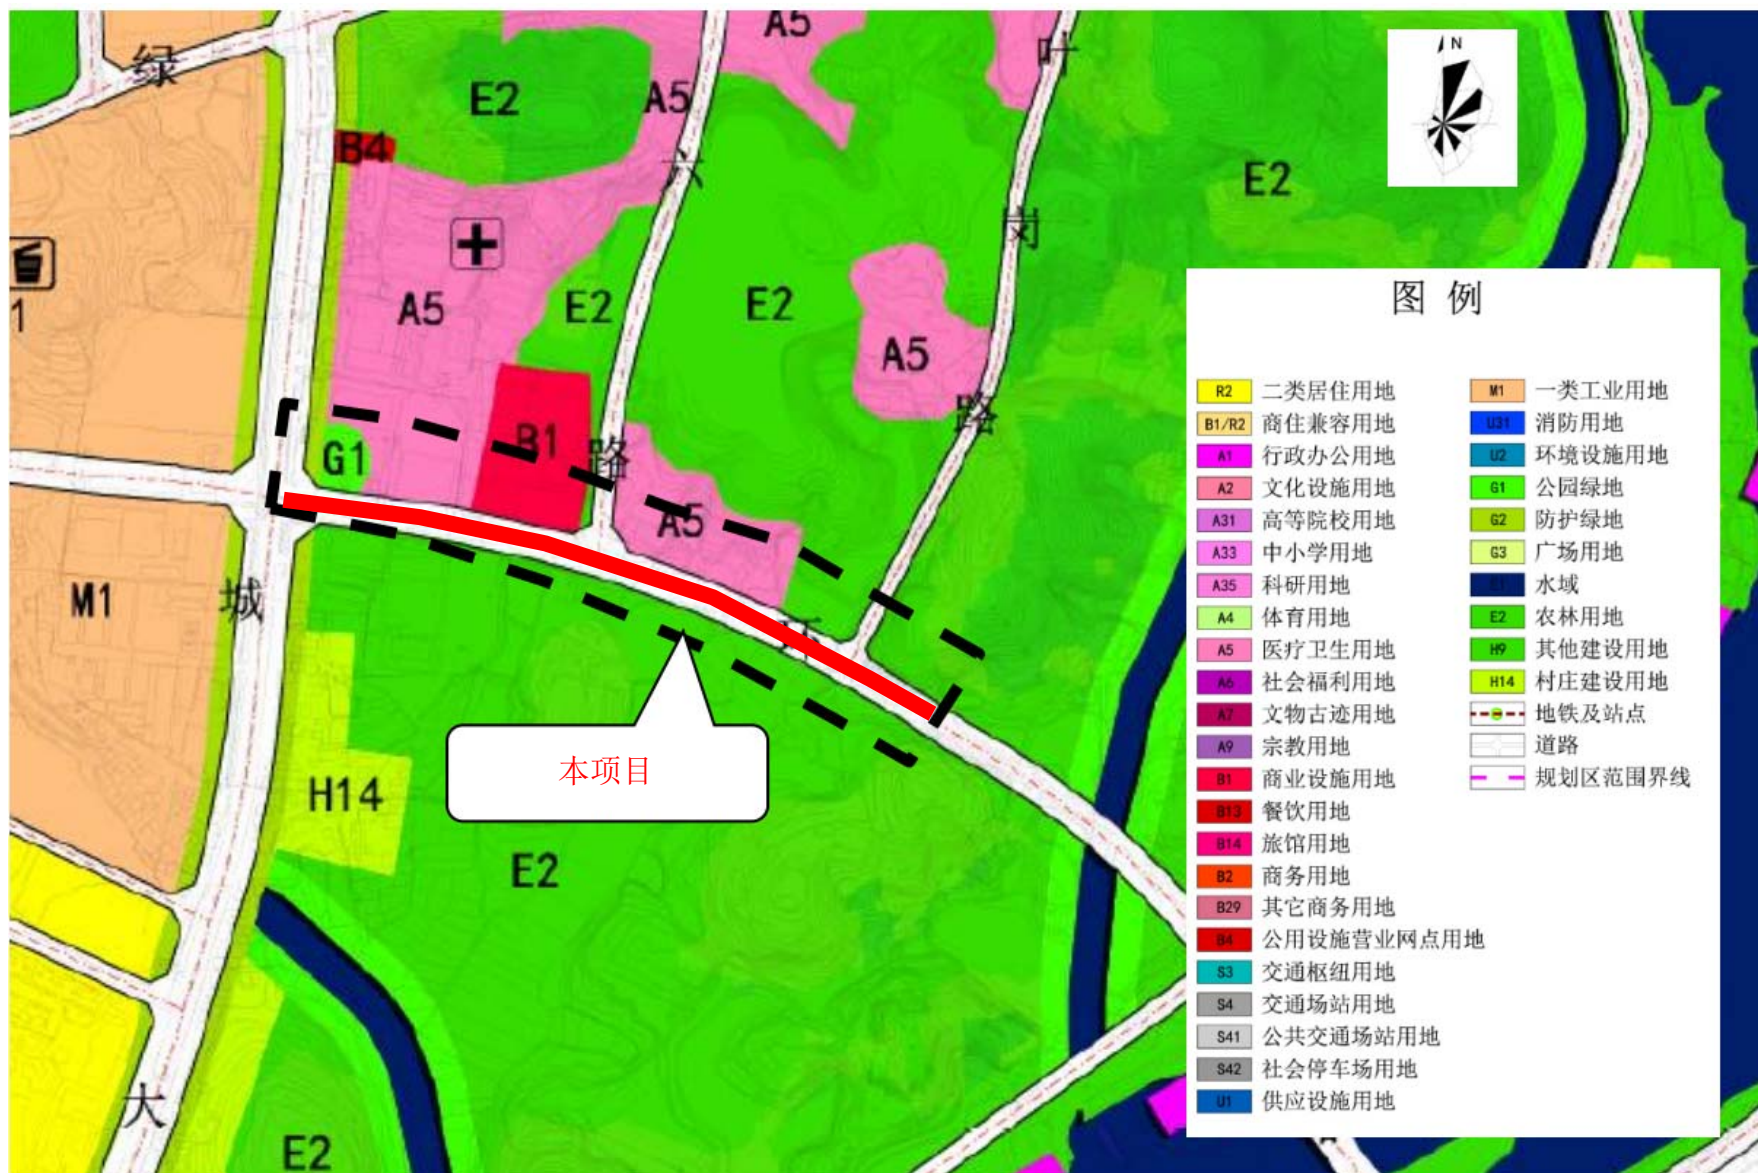 A5
叶
N
绿
E2
A5
B4
六
E2
岗
1
A5
E2
E2
A5
路
G1
B1
路
A5
环
M1
城
本项目
H14
E2
大
E2
图 例
R2 二类居住用地
B1/R2 商住兼容用地
A1 行政办公用地
A2 文化设施用地
A31 高等院校用地
A33 中小学用地
A35 科研用地
A4 体育用地
A5 医疗卫生用地
A6 社会福利用地
A7 文物古迹用地
A9 宗教用地
B1 商业设施用地
B13 餐饮用地
B14 旅馆用地
B2 商务用地
B29 其它商务用地
B4 公用设施营业网点用地
S3 交通枢纽用地
S4 交通场站用地
S41 公共交通场站用地
S42 社会停车场用地
U1 供应设施用地
M1 一类工业用地
U31 消防用地
U2 环境设施用地
G1 公园绿地
G2 防护绿地
G3 广场用地
E1 水域
E2 农林用地
H9 其他建设用地
H14 村庄建设用地
地铁及站点
道路
规划区范围界线